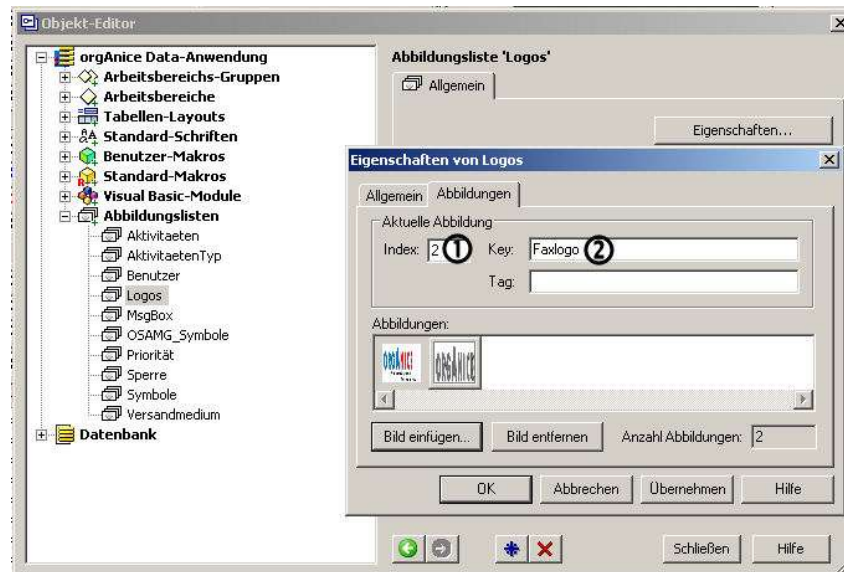 Objekt-Editor
orgAnice Data-Anwendung
Arbeitsbereichs-Gruppen
Arbeitsbereiche
Tabellen-Layouts
Standard-Schriften
Benutzer-Makros
Standard-Makros
Visual Basic-Module
Abbildungslisten
Aktivitaeten
AktivitaetenTyp
Benutzer
Logos
MsgBox
OSAMG_Symbole
Priorität
Sperre
Symbole
Versandmedium
Datenbank
Abbildungsliste 'Logos'
Allgemein
Eigenschaften...
Eigenschaften von Logos
Allgemein Abbildungen
Aktuelle Abbildung
Index: 2 1 Key: Faxlogo 2
Tag:
Abbildungen:
ORGANICE ORGANICE
Bild einfügen... Bild entfernen Anzahl Abbildungen: 2
OK Abbrechen Übernehmen Hilfe
Schließen Hilfe